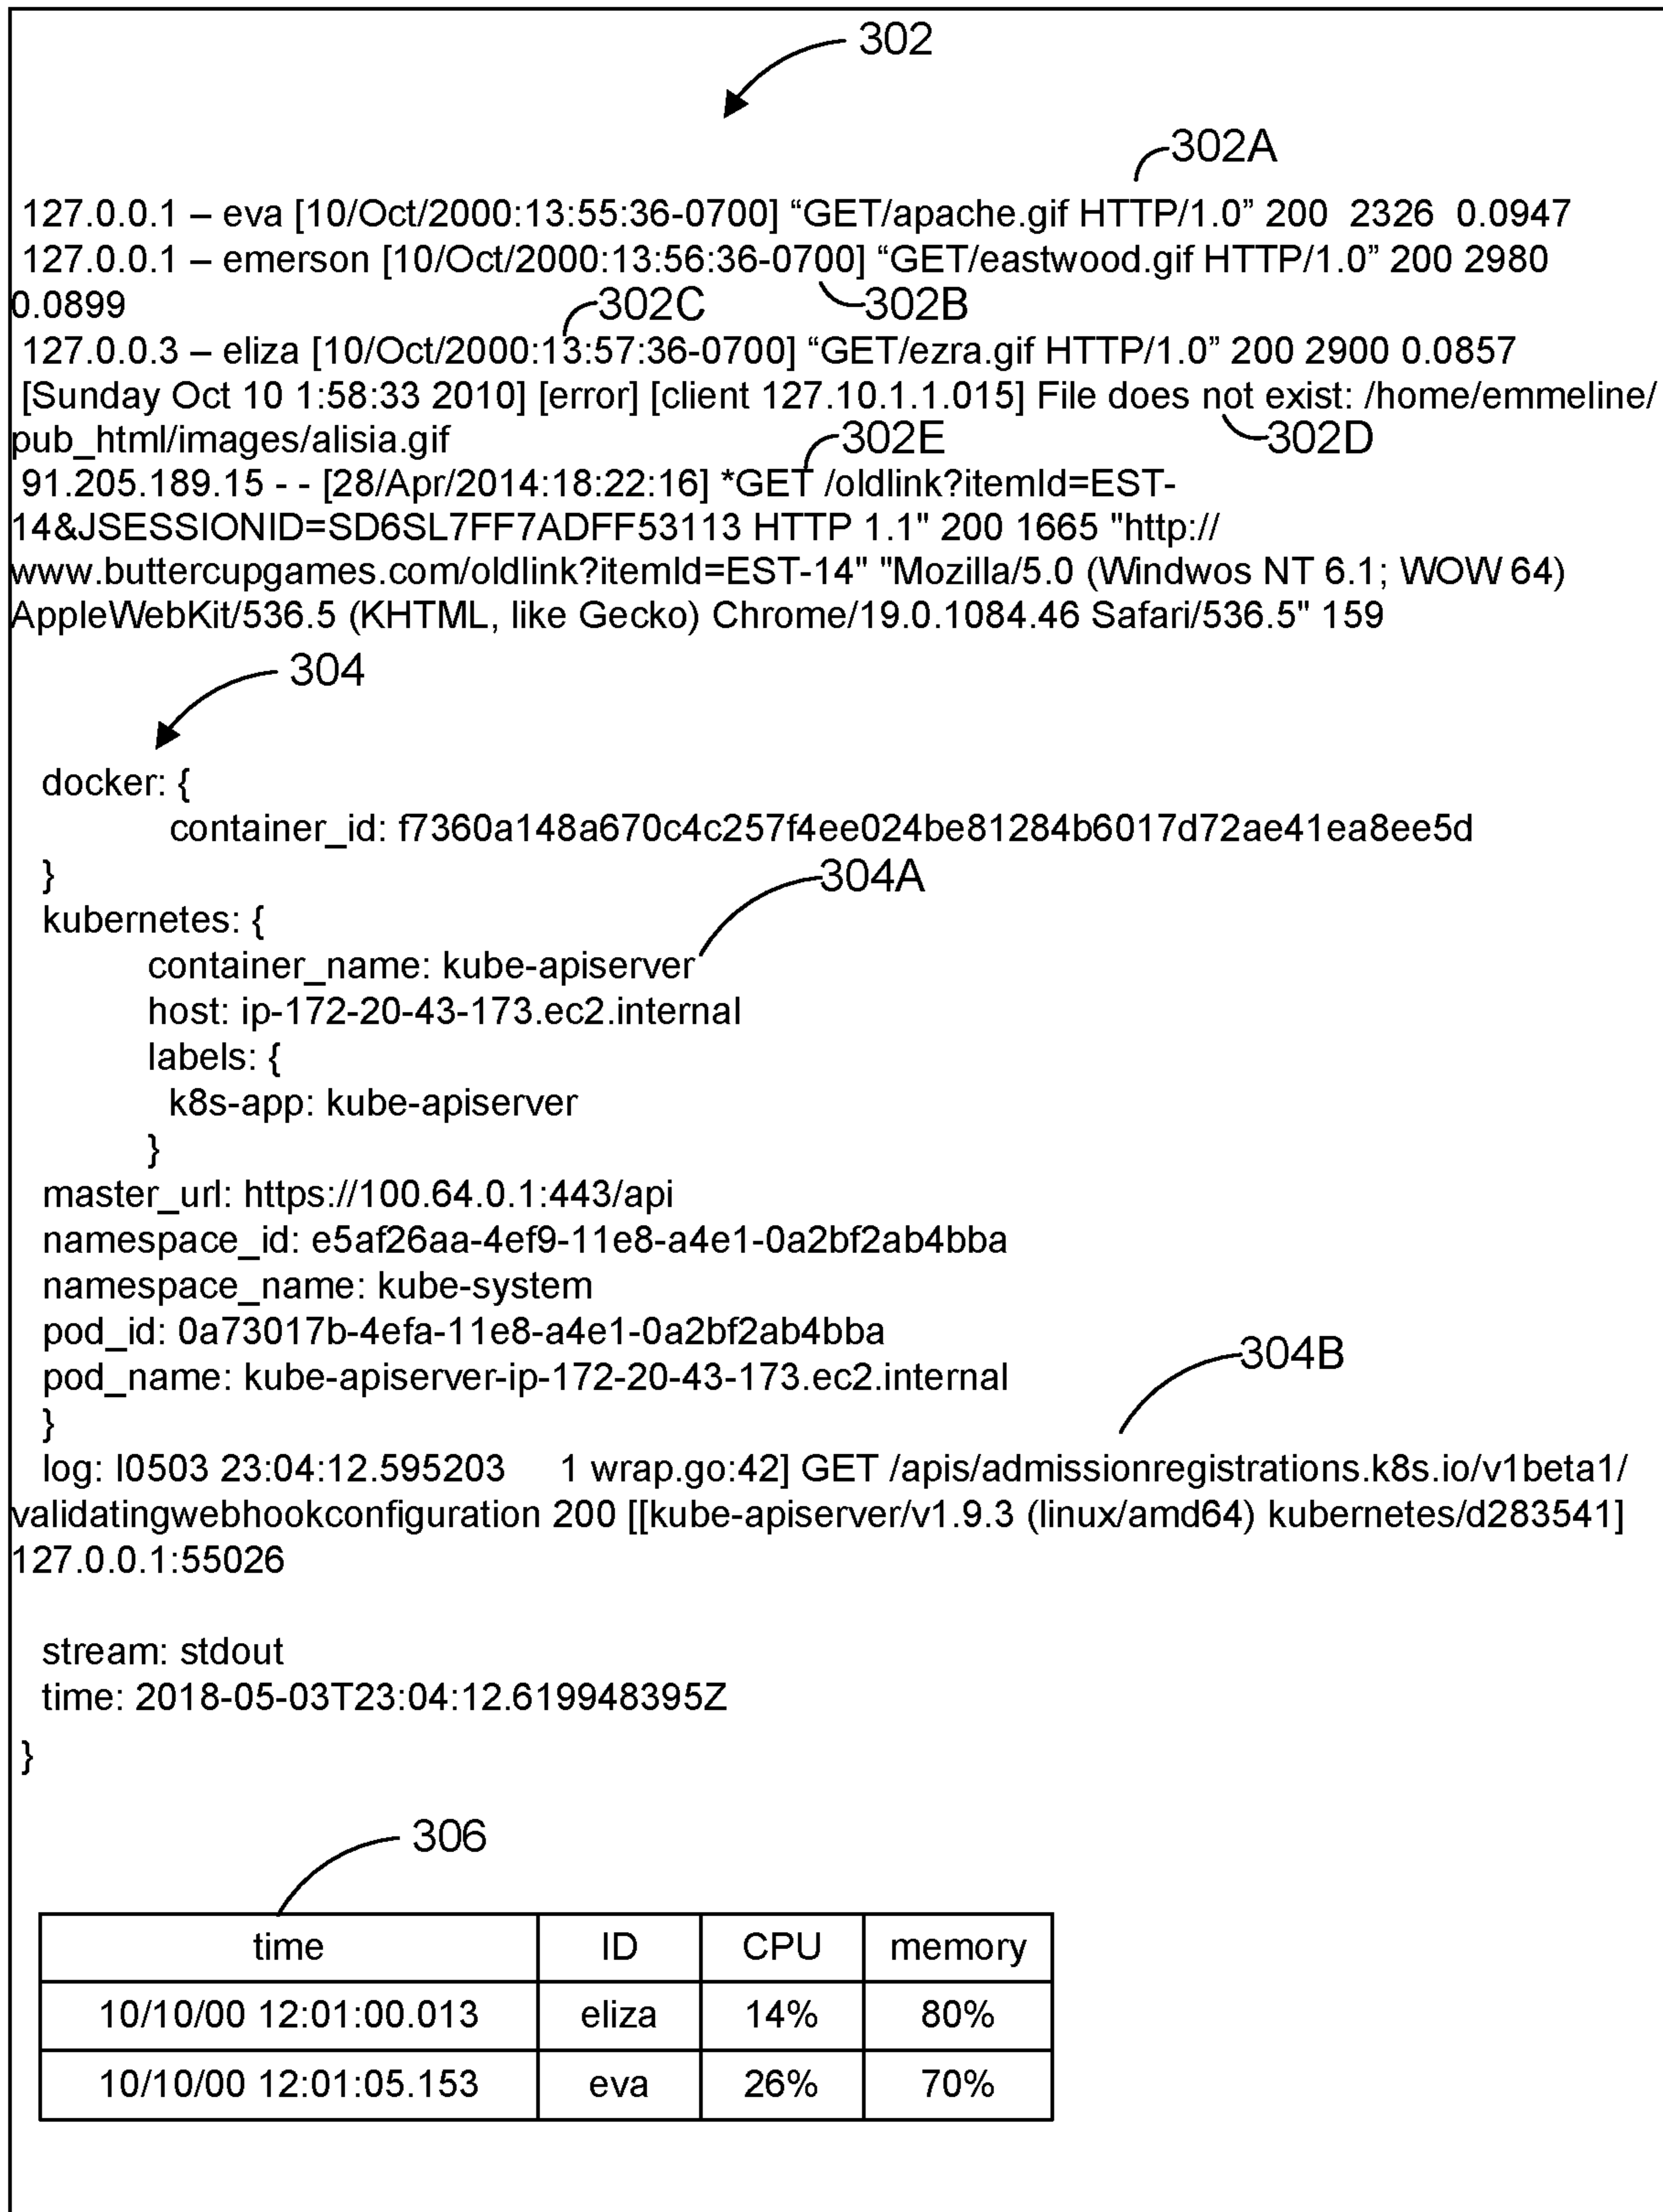 302
302A
127.0.0.1 – eva [10/Oct/2000:13:55:36-0700] “GET/apache.gif HTTP/1.0” 200 2326 0.0947
127.0.0.1 – emerson [10/Oct/2000:13:56:36-0700] “GET/eastwood.gif HTTP/1.0” 200 2980
0.0899
302C
302B
127.0.0.3 – eliza [10/Oct/2000:13:57:36-0700] “GET/ezra.gif HTTP/1.0” 200 2900 0.0857
[Sunday Oct 10 1:58:33 2010] [error] [client 127.10.1.1.015] File does not exist: /home/emmeline/
pub_html/images/alisia.gif
302E
302D
91.205.189.15 - - [28/Apr/2014:18:22:16] *GET /oldlink?itemId=EST-
14&JSESSIONID=SD6SL7FF7ADFF53113 HTTP 1.1" 200 1665 "http://
www.buttercupgames.com/oldlink?itemId=EST-14" "Mozilla/5.0 (Windwos NT 6.1; WOW 64)
AppleWebKit/536.5 (KHTML, like Gecko) Chrome/19.0.1084.46 Safari/536.5" 159
304
docker: {
container_id: f7360a148a670c4c257f4ee024be81284b6017d72ae41ea8ee5d
}
304A
kubernetes: {
container_name: kube-apiserver
host: ip-172-20-43-173.ec2.internal
labels: {
k8s-app: kube-apiserver
}
master_url: https://100.64.0.1:443/api
namespace_id: e5af26aa-4ef9-11e8-a4e1-0a2bf2ab4bba
namespace_name: kube-system
pod_id: 0a73017b-4efa-11e8-a4e1-0a2bf2ab4bba
304B
pod_name: kube-apiserver-ip-172-20-43-173.ec2.internal
}
log: I0503 23:04:12.595203 1 wrap.go:42] GET /apis/admissionregistrations.k8s.io/v1beta1/
validatingwebhookconfiguration 200 [[kube-apiserver/v1.9.3 (linux/amd64) kubernetes/d283541]
127.0.0.1:55026
stream: stdout
time: 2018-05-03T23:04:12.619948395Z
}
306
time ID CPU memory
10/10/00 12:01:00.013 eliza 14% 80%
10/10/00 12:01:05.153 eva 26% 70%